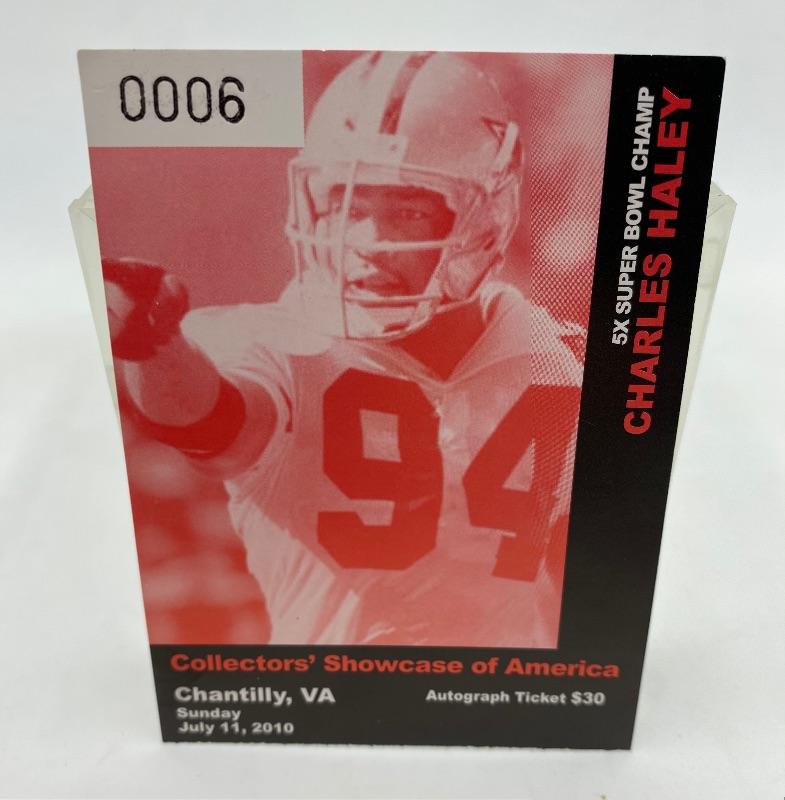 0006
5X SUPER BOWL CHAMP
CHARLES HALEY
94
Collectors' Showcase of America
Chantilly, VA
Autograph Ticket $30
Sunday
July 11, 2010